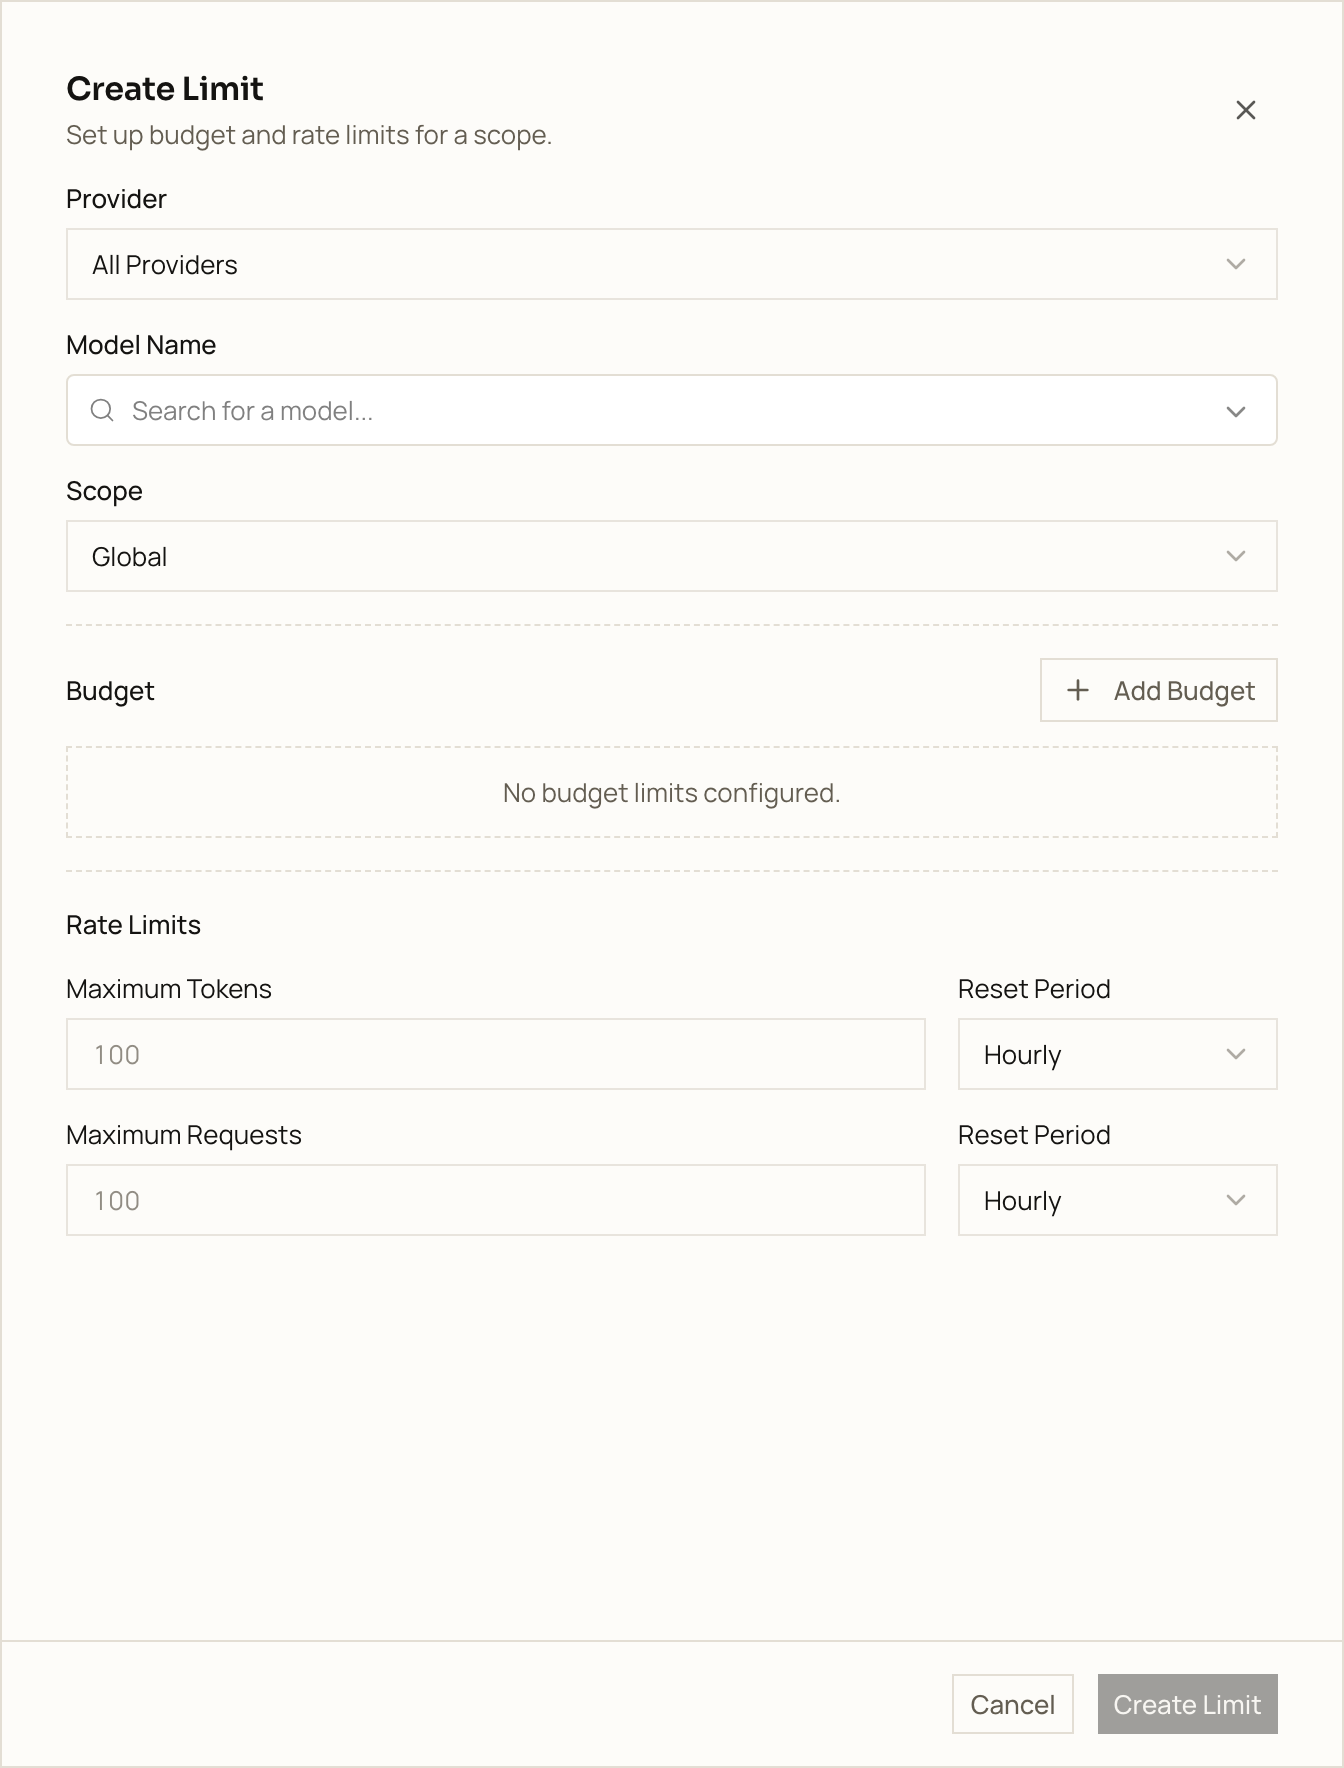 Create Limit
Set up budget and rate limits for a scope.
Provider
All Providers
Model Name
Search for a model...
Scope
Global
Budget
Add Budget
No budget limits configured.
Rate Limits
Maximum Tokens
Reset Period
100
Hourly
Maximum Requests
Reset Period
100
Hourly
Cancel
Create Limit